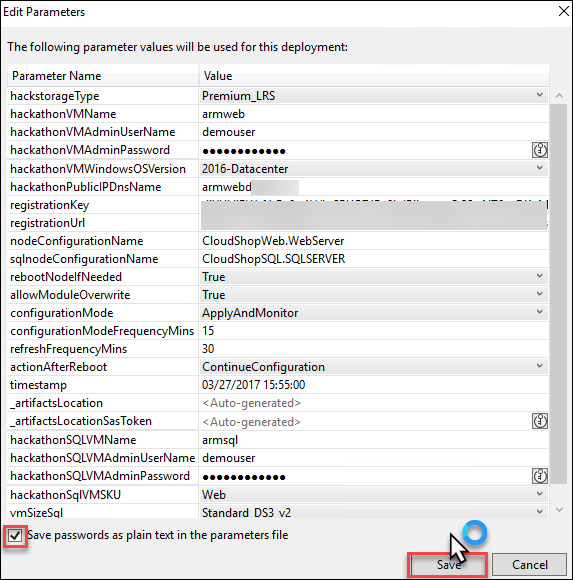 Edit Parameters
The following parameter values will be used for this deployment:
Parameter Name Value
hackstorageType Premium_LRS
hackathonVMName armweb
hackathonVMAdminUserName demouser
hackathonVMAdminPassword ●●●●●●●●●●●●
hackathonVMWindowsOSVersion 2016-Datacenter
hackathonPublicIPDnsName armwebd
registrationKey
registrationUrl
nodeConfigurationName CloudShopWeb.WebServer
sqlnodeConfigurationName CloudShopSQL.SQLSERVER
rebootNodeIfNeeded True
allowModuleOverwrite True
configurationMode ApplyAndMonitor
configurationModeFrequencyMins 15
refreshFrequencyMins 30
actionAfterReboot ContinueConfiguration
timestamp 03/27/2017 15:55:00
_artifactsLocation <Auto-generated>
_artifactsLocationSasToken <Auto-generated>
hackathonSQLVMName armsql
hackathonSQLVMAdminUserName demouser
hackathonSQLVMAdminPassword ●●●●●●●●●●●●
hackathonSqlVMSKU Web
vmSizeSql Standard_DS3_v2
Save passwords as plain text in the parameters file
Save Cancel